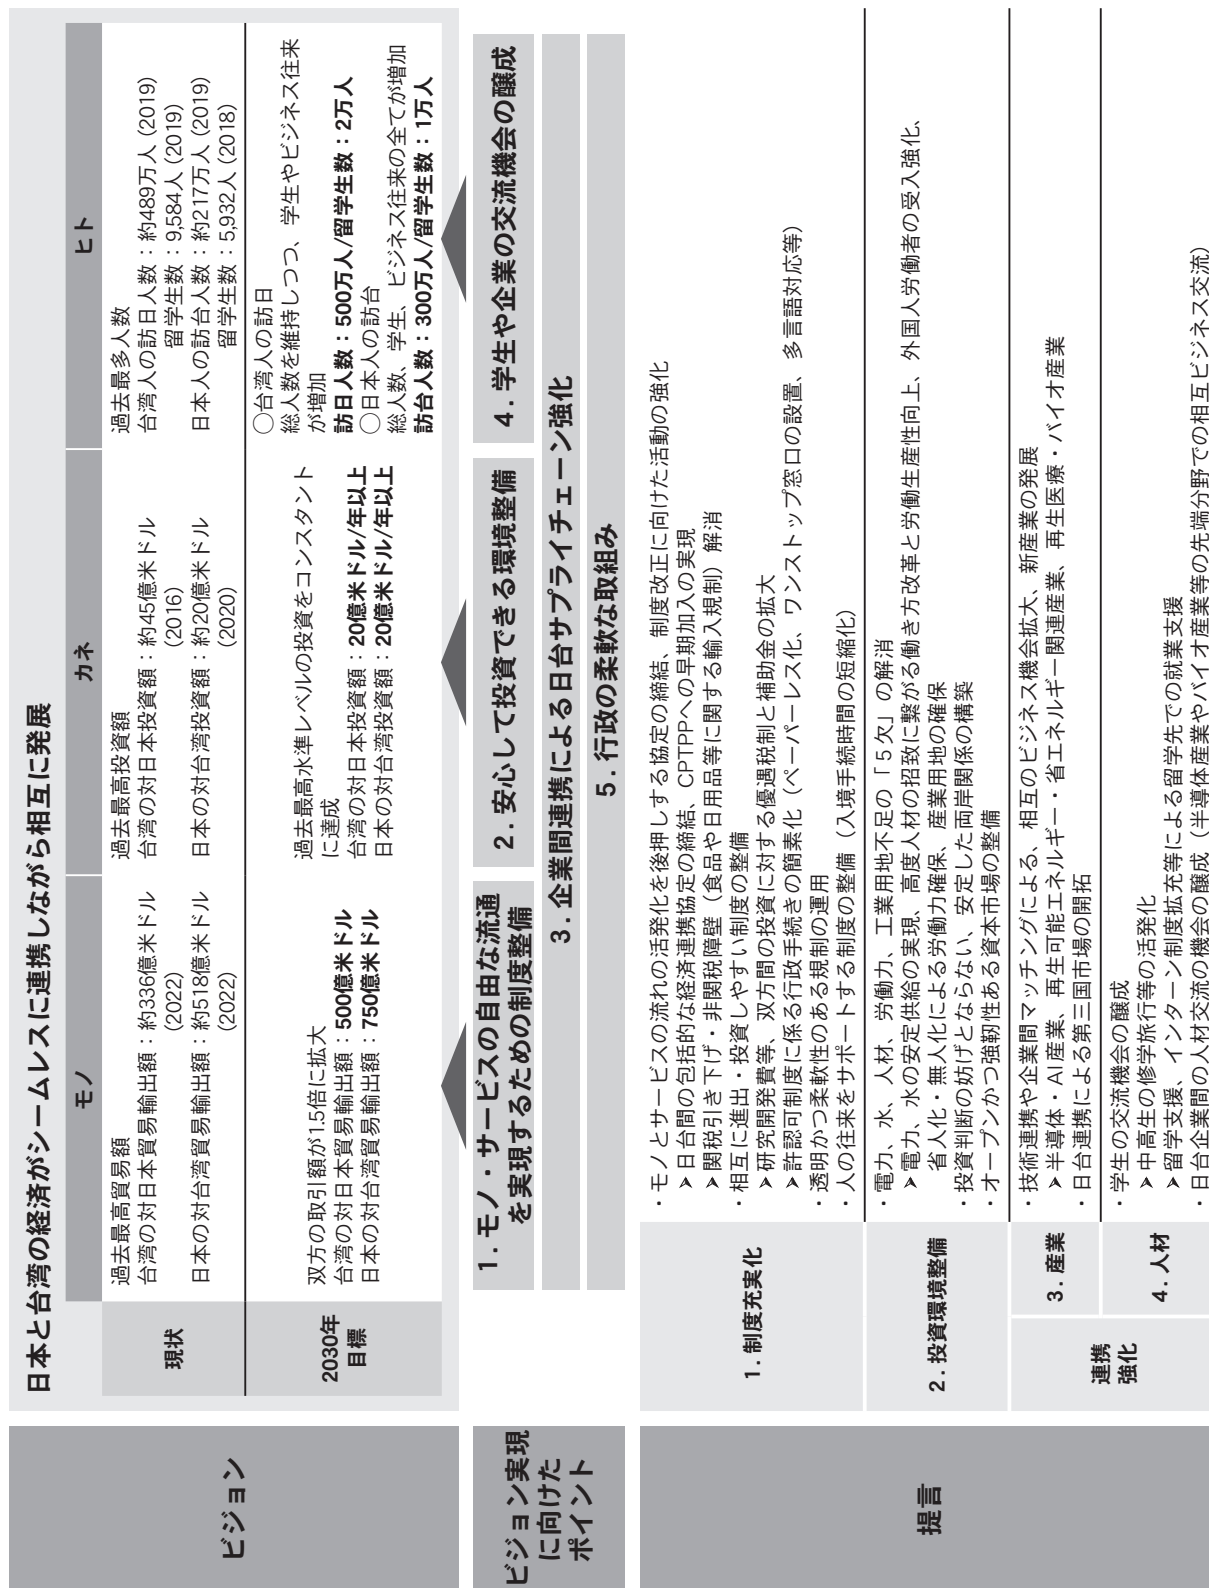 ビジョン
日本と台湾の経済がシームレスに連携しながら相互に発展
モノ
カネ
ヒト
現状
過去最高貿易額
台湾の対日本貿易輸出額：約336億米ドル
(2022)
日本の対台湾貿易輸出額：約518億米ドル
(2022)
過去最高投資額
台湾の対日本投資額：約45億米ドル
(2016)
日本の対台湾投資額：約20億米ドル
(2020)
過去最多人数
台湾人の訪日人数：約489万人 (2019)
留学生数：9,584人 (2019)
日本人の訪台人数：約217万人 (2019)
留学生数：5,932人 (2018)
2030年
目標
双方の取引額が1.5倍に拡大
台湾の対日本貿易輸出額：500億米ドル
日本の対台湾貿易輸出額：750億米ドル
過去最高水準レベルの投資をコンスタント
に達成
台湾の対日本投資額：20億米ドル/年以上
日本の対台湾投資額：20億米ドル/年以上
○台湾人の訪日
総人数を維持しつつ、学生やビジネス往来
が増加
訪日人数：500万人/留学生数：2万人
○日本人の訪台
総人数、学生、ビジネス往来の全てが増加
訪台人数：300万人/留学生数：1万人
ビジョン実現
に向けた
ポイント
1. モノ・サービスの自由な流通
を実現するための制度整備
2. 安心して投資できる環境整備
4. 学生や企業の交流機会の醸成
3. 企業間連携による日台サプライチェーン強化
5. 行政の柔軟な取組み
提言
1. 制度充実化
・モノとサービスの流れの活発化を後押しする協定の締結、制度改正に向けた活動の強化
➤ 日台間の包括的な経済連携協定の締結、CPTPPへの早期加入の実現
➤ 関税引き下げ・非関税障壁（食品や日用品等に関する輸入規制）解消
・相互に進出・投資しやすい制度の整備
➤ 研究開発費等、双方間の投資に対する優遇税制と補助金の拡大
➤ 許認可制度に係る行政手続きの簡素化（ペーパーレス化、ワンストップ窓口の設置、多言語対応等）
・透明かつ柔軟性のある規制の運用
・人の往来をサポートする制度の整備（入境手続時間の短縮化）
2. 投資環境整備
・電力、水、人材、労働力、工業用地不足の「5欠」の解消
➤ 電力、水の安定供給の実現、高度人材の招致に繋がる働き方改革と労働生産性向上、外国人労働者の受入強化、
省人化・無人化による労働力確保、産業用地の確保
・投資判断の妨げとならない、安定した両岸関係の構築
・オープンかつ強靭性ある資本市場の整備
連携
強化
3. 産業
・技術連携や企業間マッチングによる、相互のビジネス機会拡大、新産業の発展
➤ 半導体・AI産業、再生可能エネルギー・省エネルギー関連産業、再生医療・バイオ産業
・日台連携による第三国市場の開拓
4. 人材
・学生の交流機会の醸成
➤ 中高生の修学旅行等の活発化
➤ 留学支援、インターン制度拡充等による留学先での就業支援
・日台企業間の人材交流の機会の醸成（半導体産業やバイオ産業等の先端分野での相互ビジネス交流）